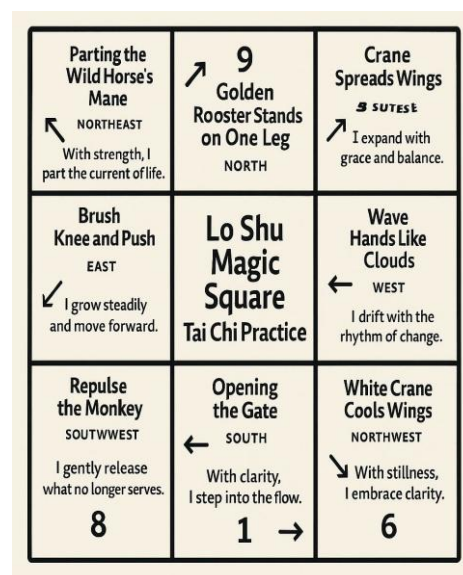 Parting the
Wild Horse's
Mane
NORTHEAST
With strength, I
part the current of life.
9
Golden
Rooster Stands
on One Leg
NORTH
Crane
Spreads Wings
I expand with
grace and balance.
Brush
Knee and Push
EAST
I grow steadily
and move forward.
Lo Shu
Magic
Square
Tai Chi Practice
Wave
Hands Like
Clouds
WEST
I drift with the
rhythm of change.
Repulse
the Monkey
SOUTWWEST
I gently release
what no longer serves.
8
Opening
the Gate
SOUTH
With clarity,
I step into the flow.
1
White Crane
Cools Wings
NORTHWEST
With stillness,
I embrace clarity.
6